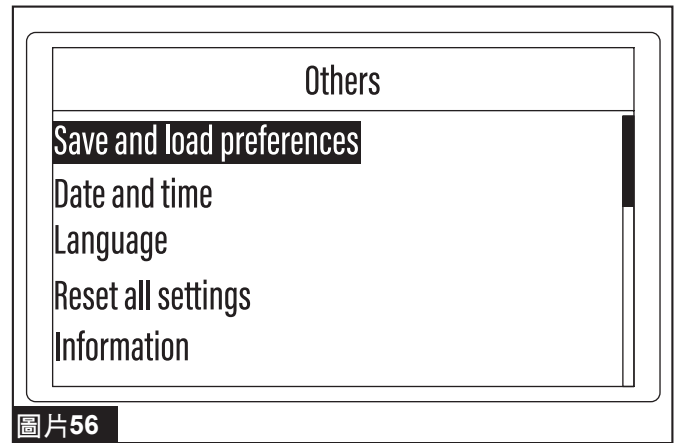 Others
Save and load preferences
Date and time
Language
Reset all settings
Information
圖片56